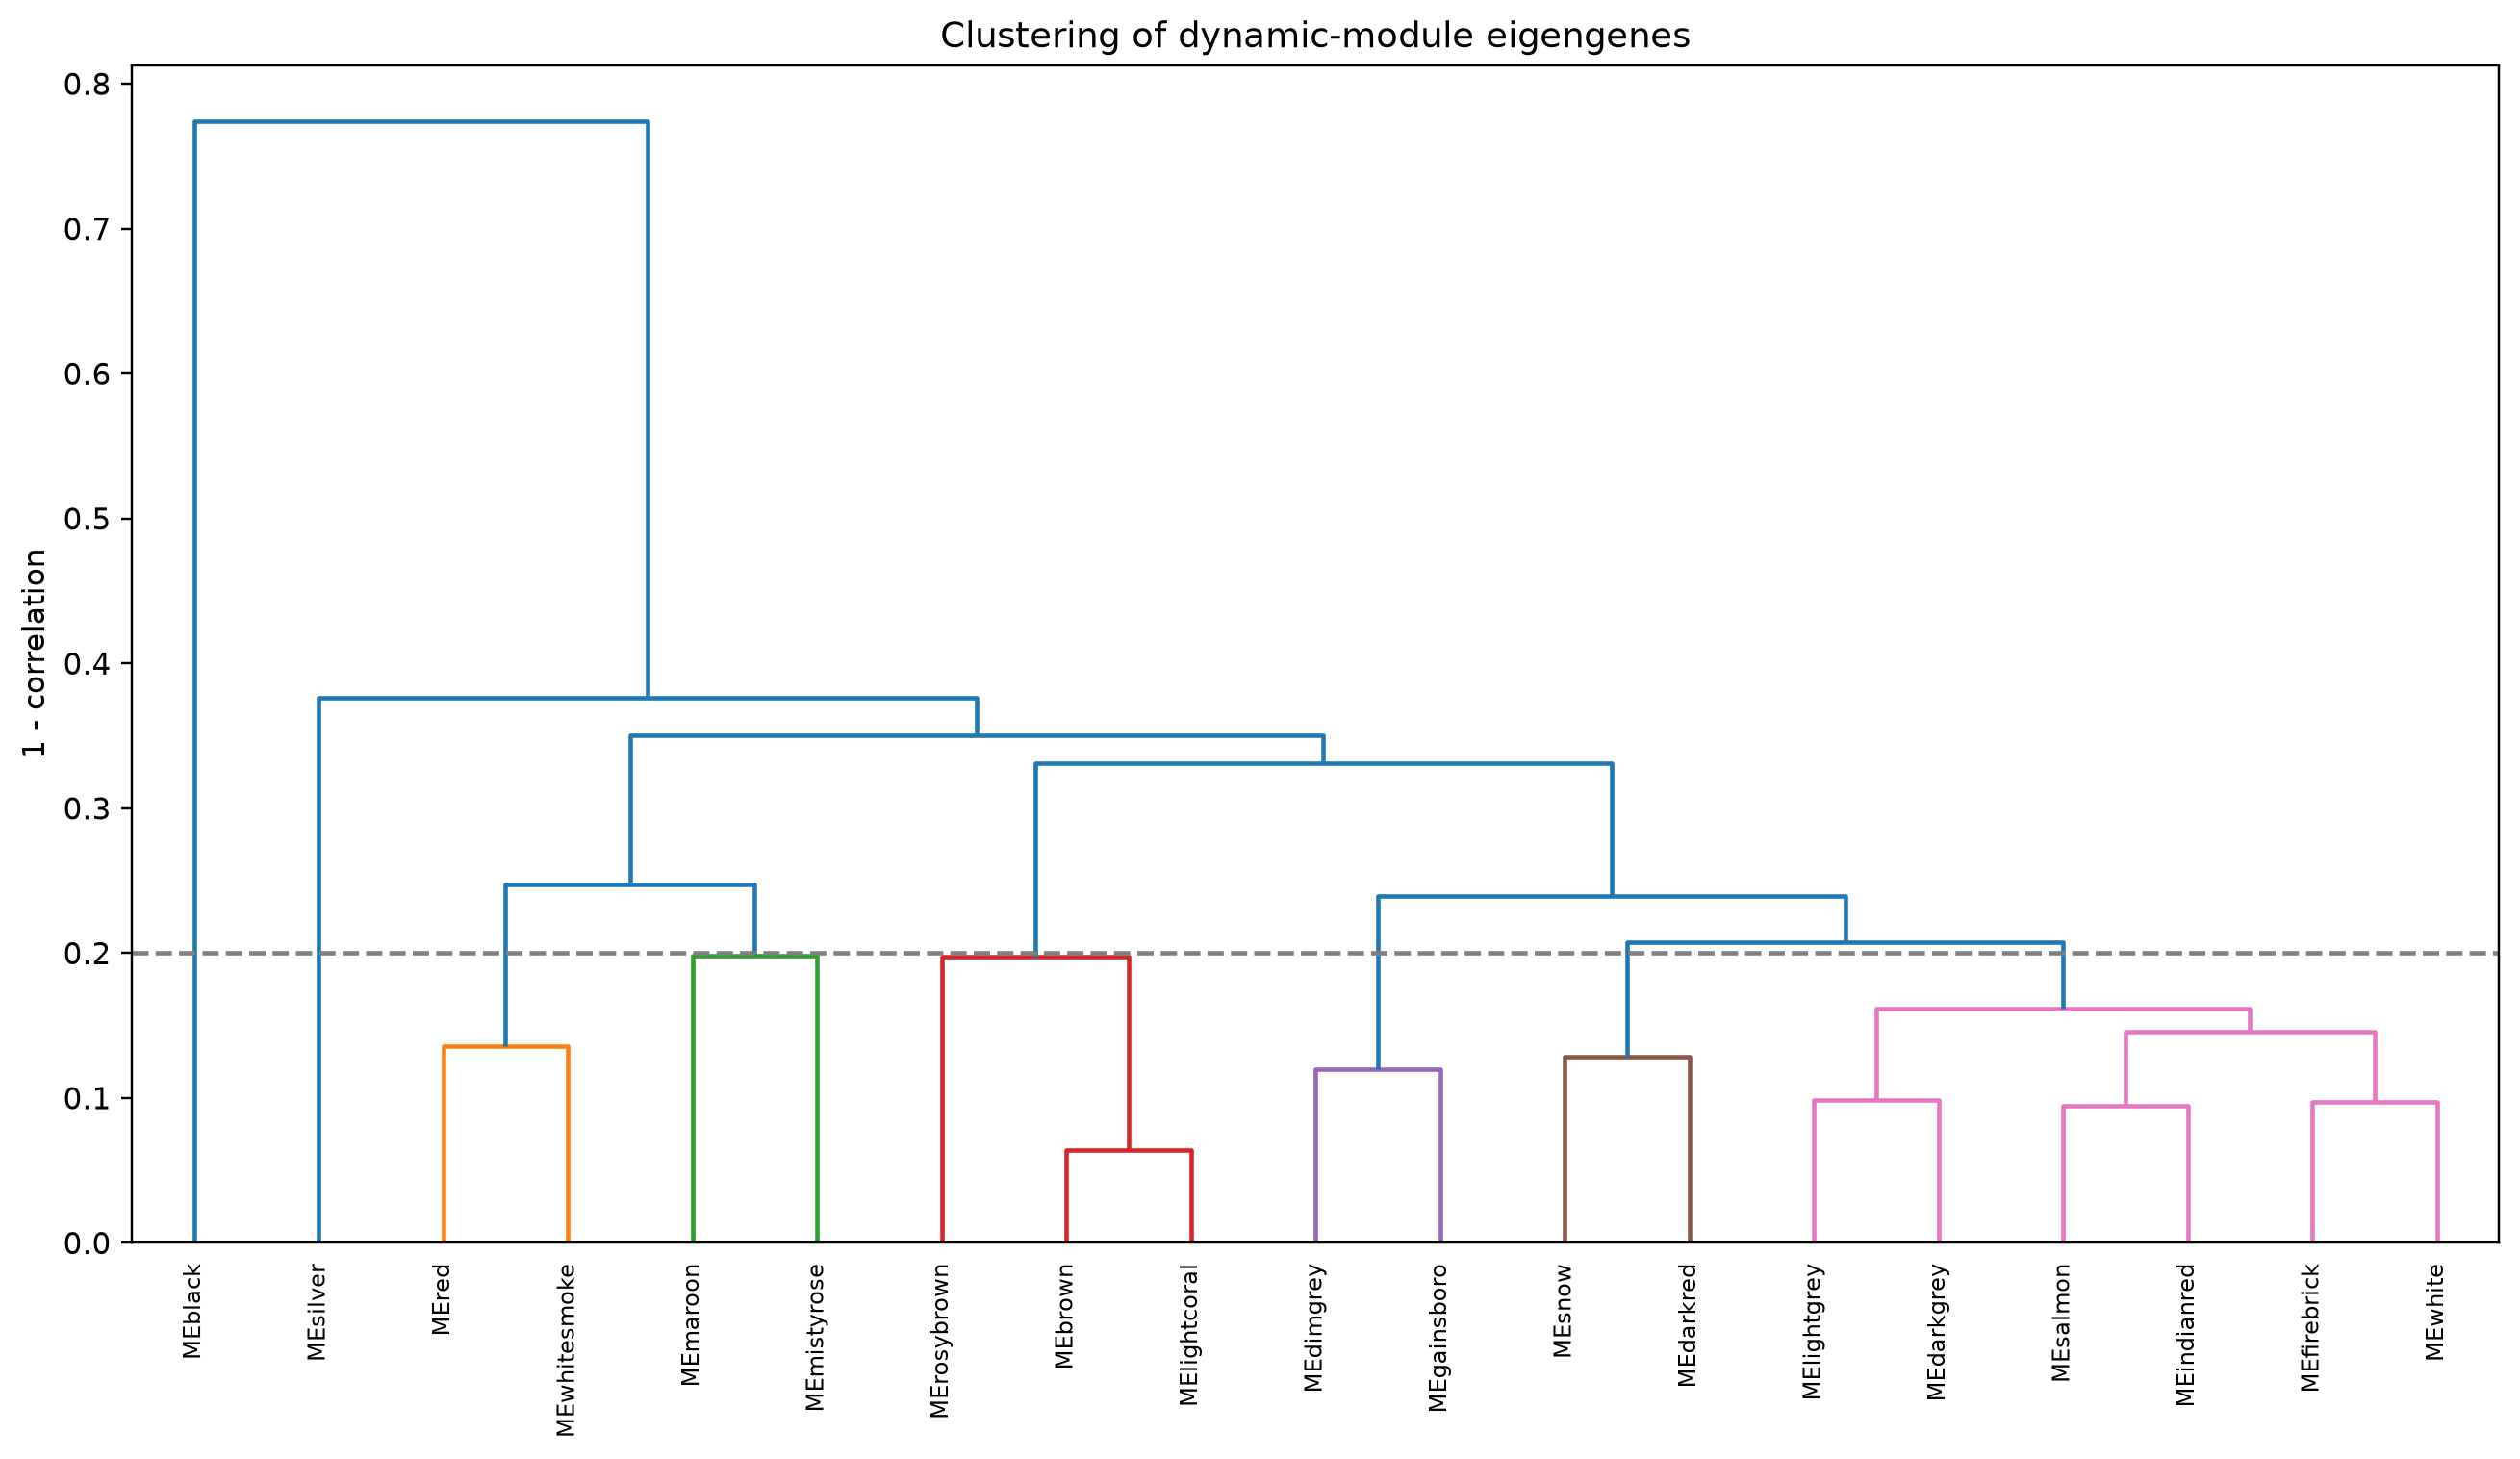 Clustering of dynamic-module eigengenes
1 - correlation
0.8
0.7
0.6
0.5
0.4
0.3
0.2
0.1
0.0
MEblack
MEsilver
MEred
MEwhitesmoke
MEmaroon
MEmistyrose
MErosybrown
MEbrown
MElightcoral
MEdimgrey
MEgainsboro
MEsnow
MEdarkred
MElightgrey
MEdarkgrey
MEsalmon
MEindianred
MEfirebrick
MEwhite